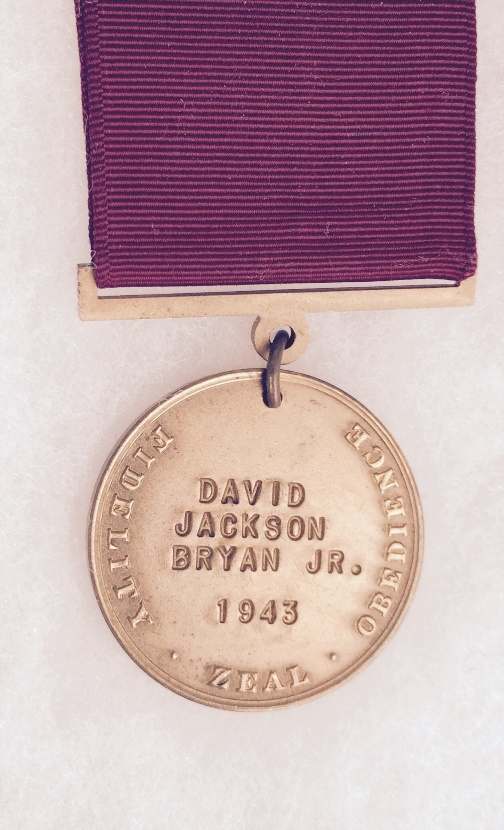 DAVID
JACKSON
BRYAN JR.
1943
FIDELITY
ZEAL
OBEDIENCE